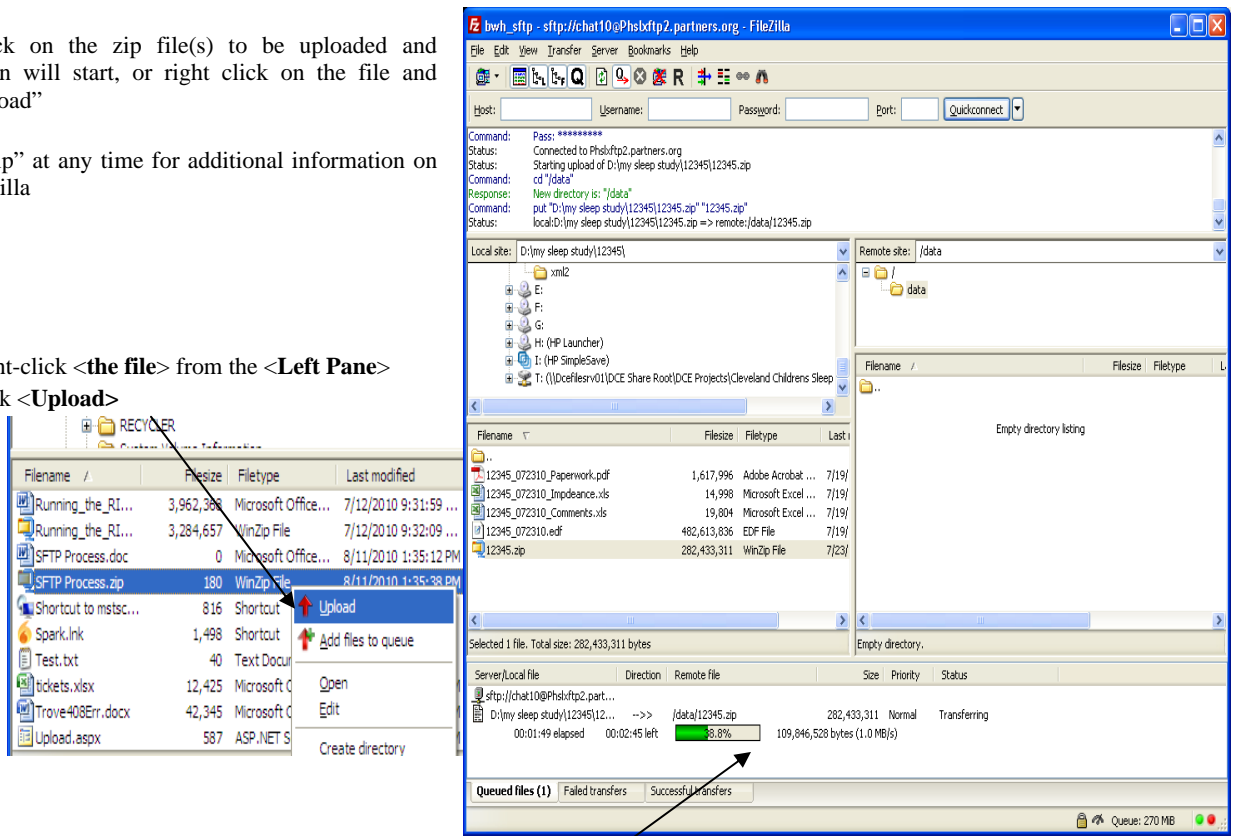 ck on the zip file(s) to be uploaded and
n will start, or right click on the file and
oad”
p” at any time for additional information on
illa
ht-click <the file> from the <Left Pane>
k <Upload>
RECYCLER
System Volume Information
Filename / Filesize Filetype Last modified
Running_the_RI... 3,962,368 Microsoft Office... 7/12/2010 9:31:59 ...
Running_the_RI... 3,284,657 WinZip File 7/12/2010 9:32:09 ...
SFTP Process.doc 0 Microsoft Office... 8/11/2010 1:35:12 PM
SFTP Process.zip 180 WinZip File 8/11/2010 1:35:38 PM
Shortcut to mstsc... 816 Shortcut
Spark.lnk 1,498 Shortcut
Test.txt 40 Text Docu
tickets.xlsx 12,425 Microsoft O
Trove408Err.docx 42,345 Microsoft O
Upload.aspx 587 ASP.NET S
Upload
Add files to queue
Open
Edit
Create directory
bwh_sftp - sftp://chat10@Phslxftp2.partners.org - FileZilla
File Edit View Transfer Server Bookmarks Help
Host: Username: Password: Port: Quickconnect
Command: Pass: *********
Status: Connected to Phslxftp2.partners.org
Status: Starting upload of D:\my sleep study\12345\12345.zip
Command: cd "/data"
Response: New directory is: "/data"
Command: put "D:\my sleep study\12345\12345.zip" "12345.zip"
Status: local:D:\my sleep study\12345\12345.zip => remote:/data/12345.zip
Local site: D:\my sleep study\12345\
xml2
E:
F:
G:
H: (HP Launcher)
I: (HP SimpleSave)
T: (\\Dcefilesrv01\DCE Share Root\DCE Projects\Cleveland Childrens Sleep
Remote site: /data
/
data
Filename Filesize Filetype Last
..
12345_072310_Paperwork.pdf 1,617,996 Adobe Acrobat ... 7/19/
12345_072310_Impdeance.xls 14,998 Microsoft Excel ... 7/19/
12345_072310_Comments.xls 19,804 Microsoft Excel ... 7/19/
12345_072310.edf 482,613,836 EDF File 7/19/
12345.zip 282,433,311 WinZip File 7/23/
Selected 1 file. Total size: 282,433,311 bytes
Filename / Filesize Filetype L
..
Empty directory listing
Empty directory.
Server/Local file Direction Remote file Size Priority Status
sftp://chat10@Phslxftp2.part...
D:\my sleep study\12345\12... -->> /data/12345.zip 282,433,311 Normal Transferring
00:01:49 elapsed 00:02:45 left 38.8% 109,846,528 bytes (1.0 MB/s)
Queued files (1) Failed transfers Successful transfers
Queue: 270 MB